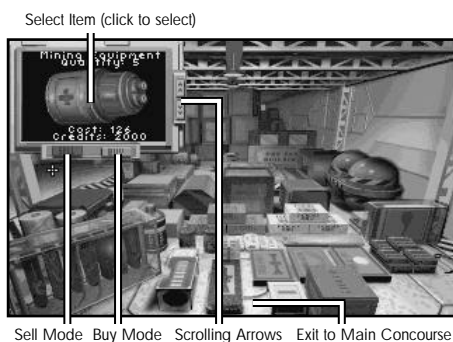 Select Item (click to select)
Mining Equipment
Quantity: 5
Cost: 126
Credits: 2000
Sell Mode Buy Mode Scrolling Arrows Exit to Main Concourse